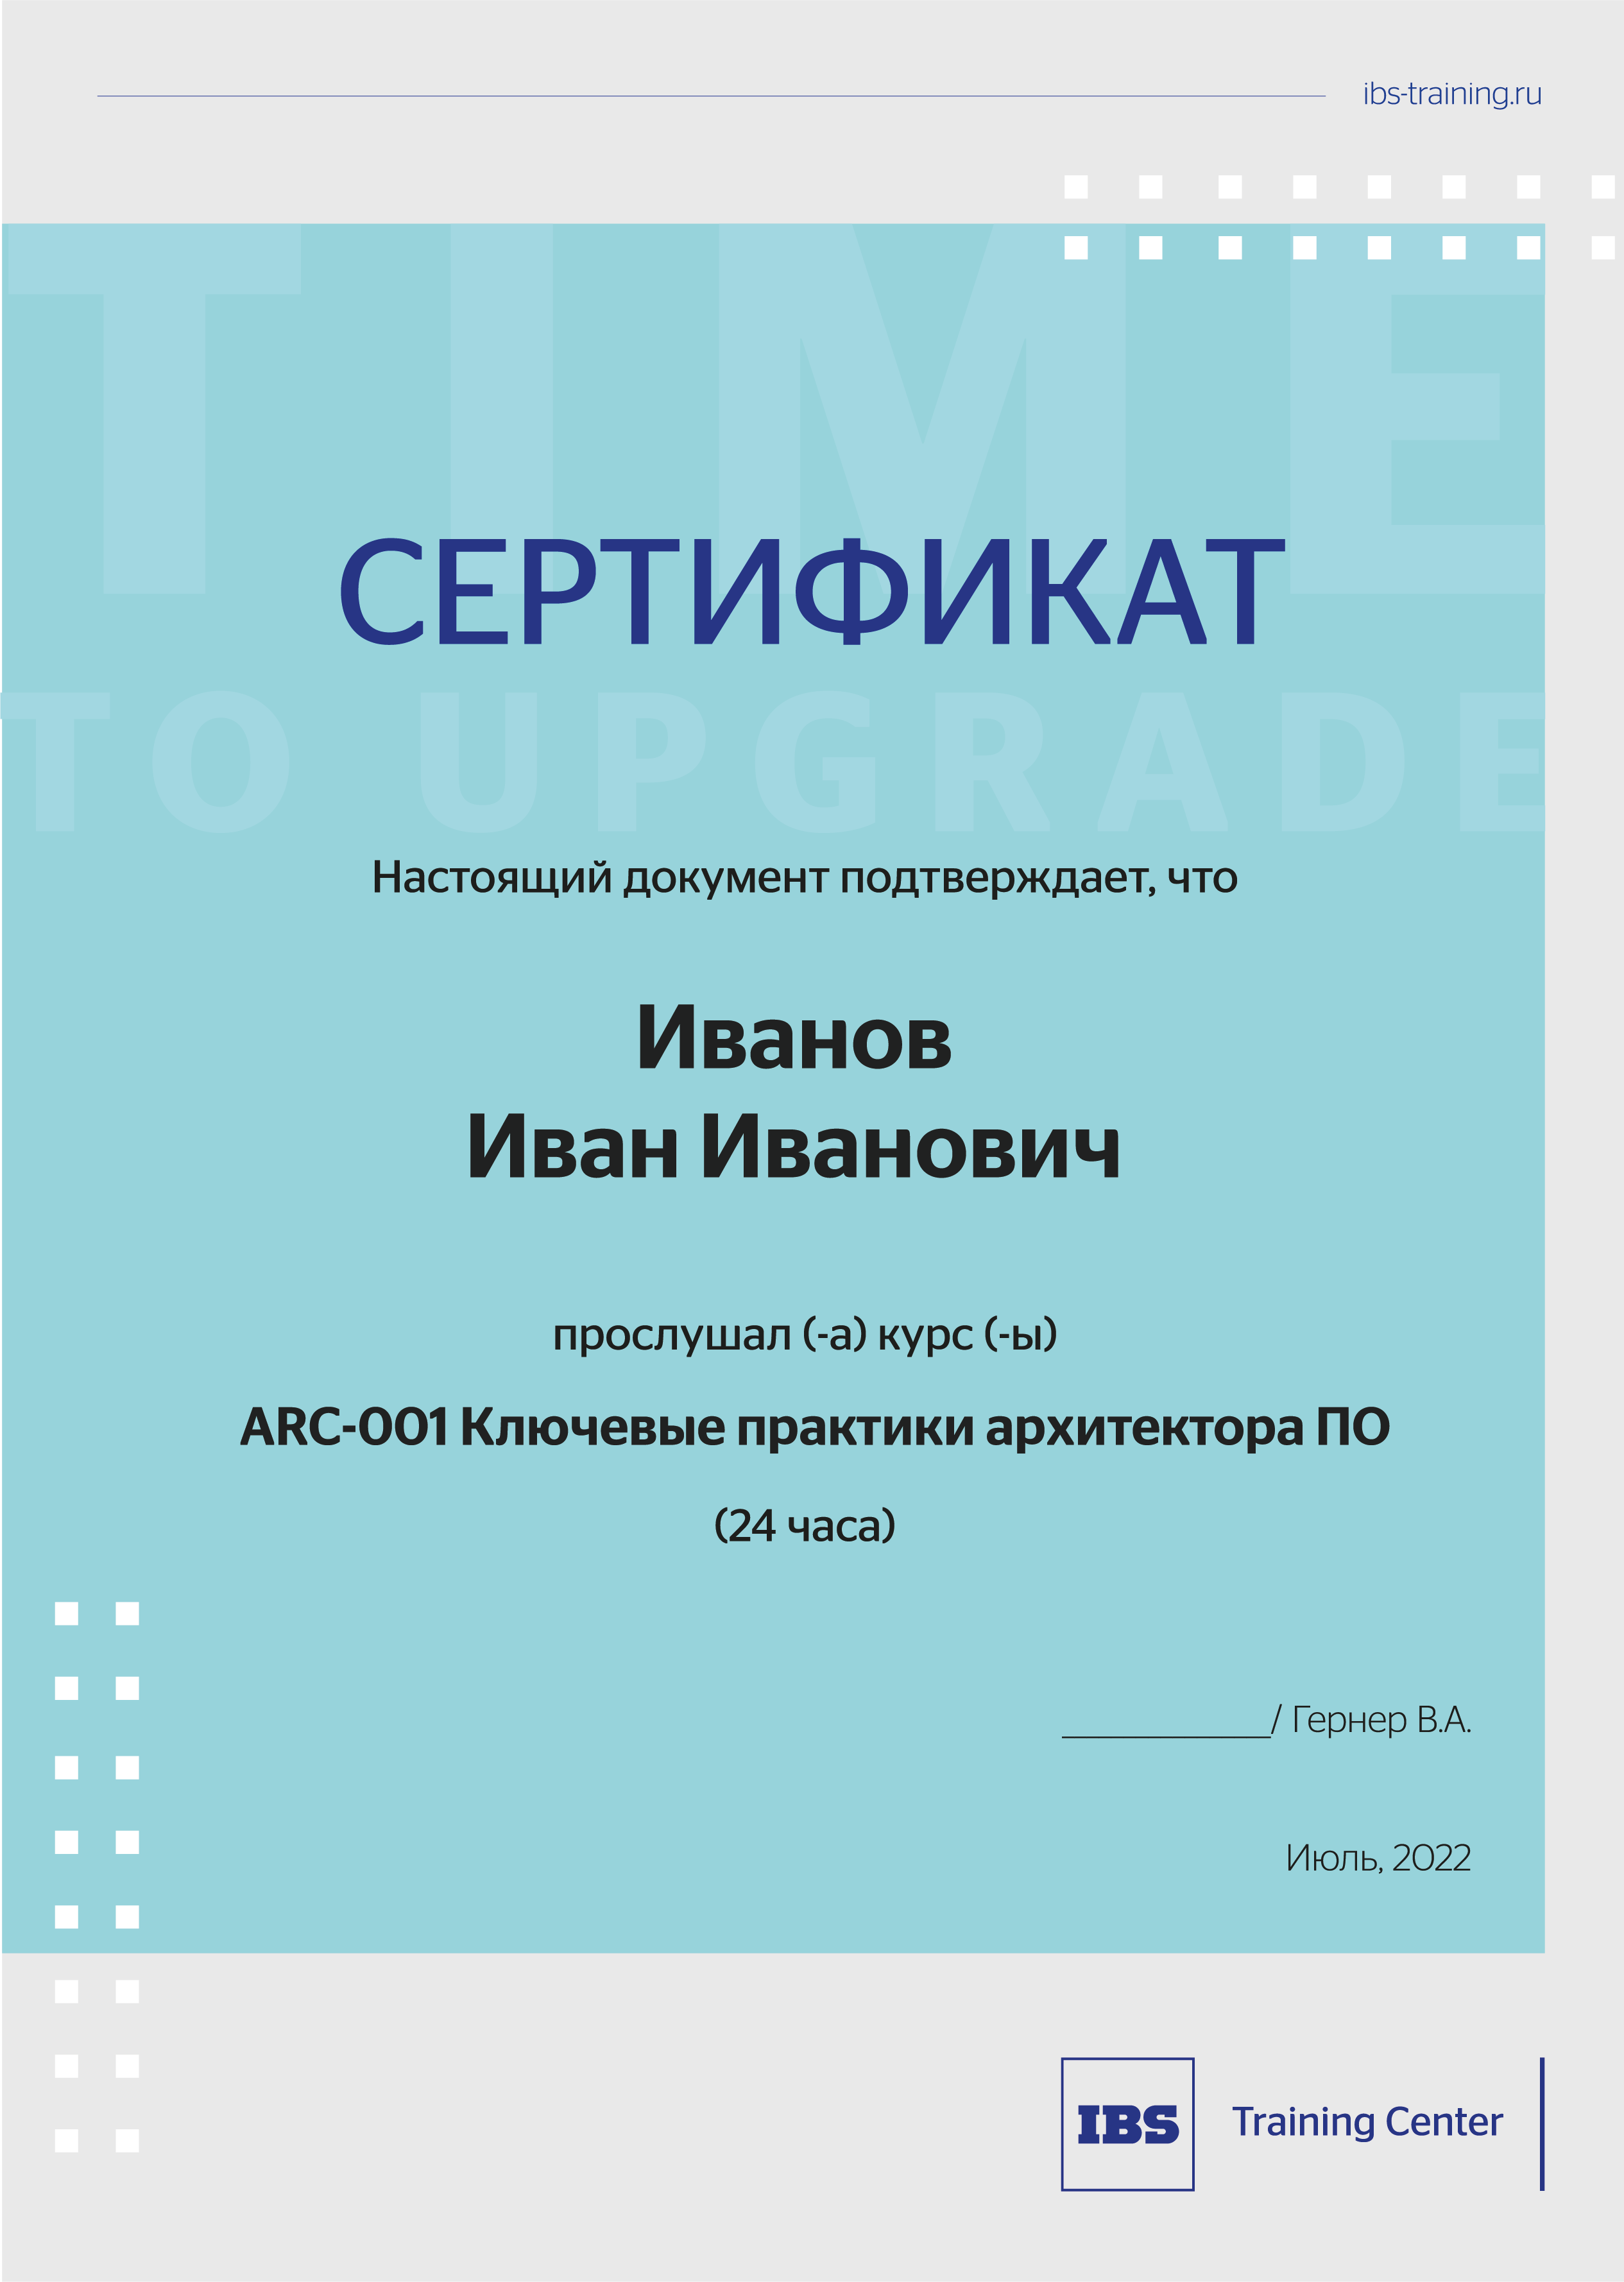 ibs-training.ru
TIME
СЕРТИФИКАТ
TO UPGRADE
Настоящий документ подтверждает, что
Иванов
Иван Иванович
прослушал (-а) курс (-ы)
ARC-001 Ключевые практики архитектора ПО
(24 часа)
/ Гернер В.А.
Июль, 2022
IBS Training Center